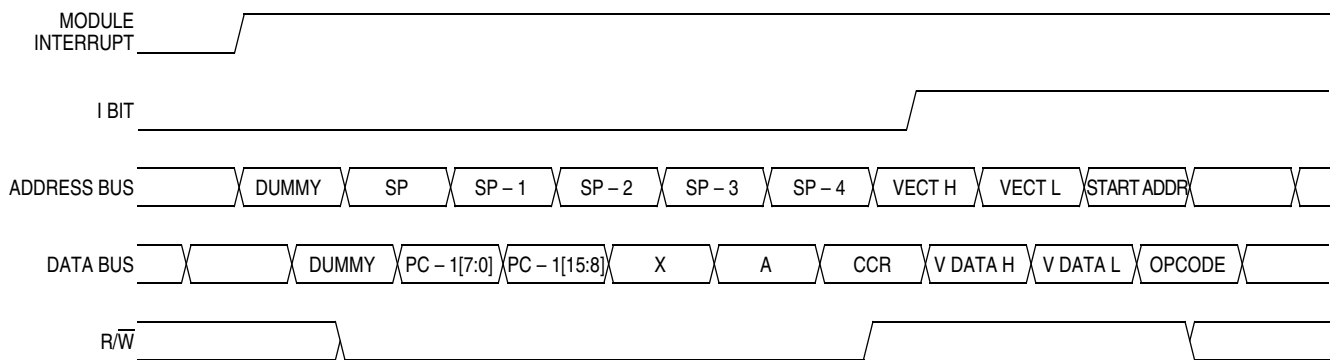 MODULE
INTERRUPT
I BIT
ADDRESS BUS DUMMY SP SP – 1 SP – 2 SP – 3 SP – 4 VECT H VECT L START ADDR
DATA BUS DUMMY PC – 1[7:0] PC – 1[15:8] X A CCR V DATA H V DATA L OPCODE
R/W̅